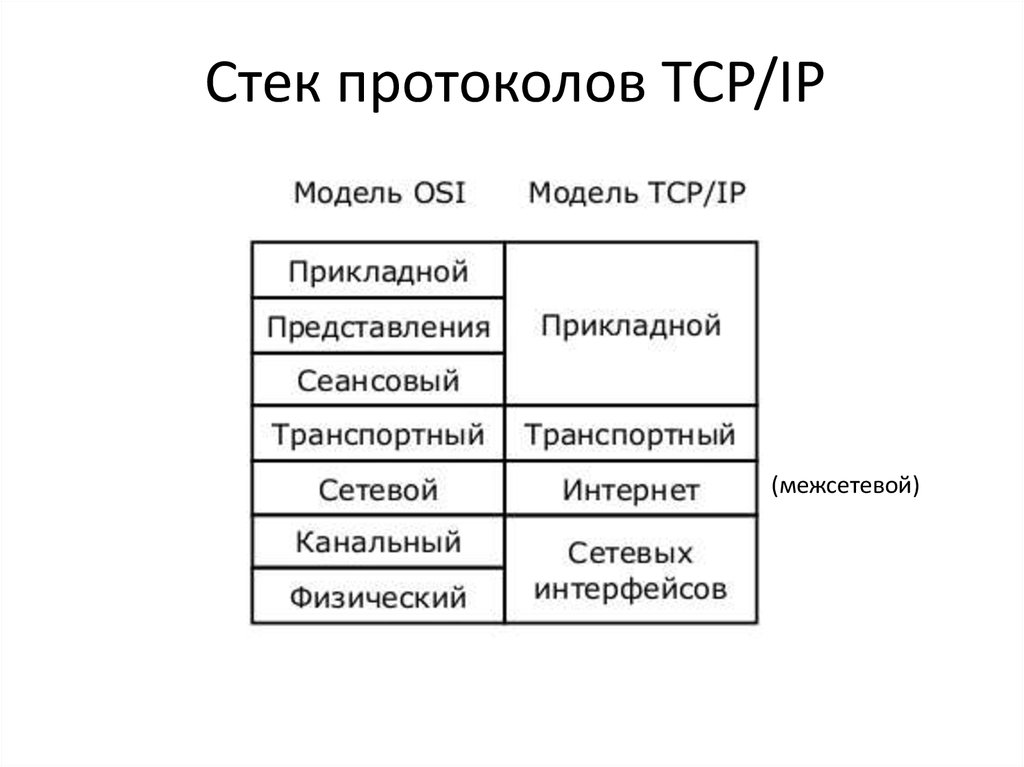 Стек протоколов TCP/IP
Модель OSI
Модель TCP/IP
Прикладной
Представления
Прикладной
Сеансовый
Транспортный
Транспортный
Сетевой
Интернет
(межсетевой)
Канальный
Сетевых
интерфейсов
Физический